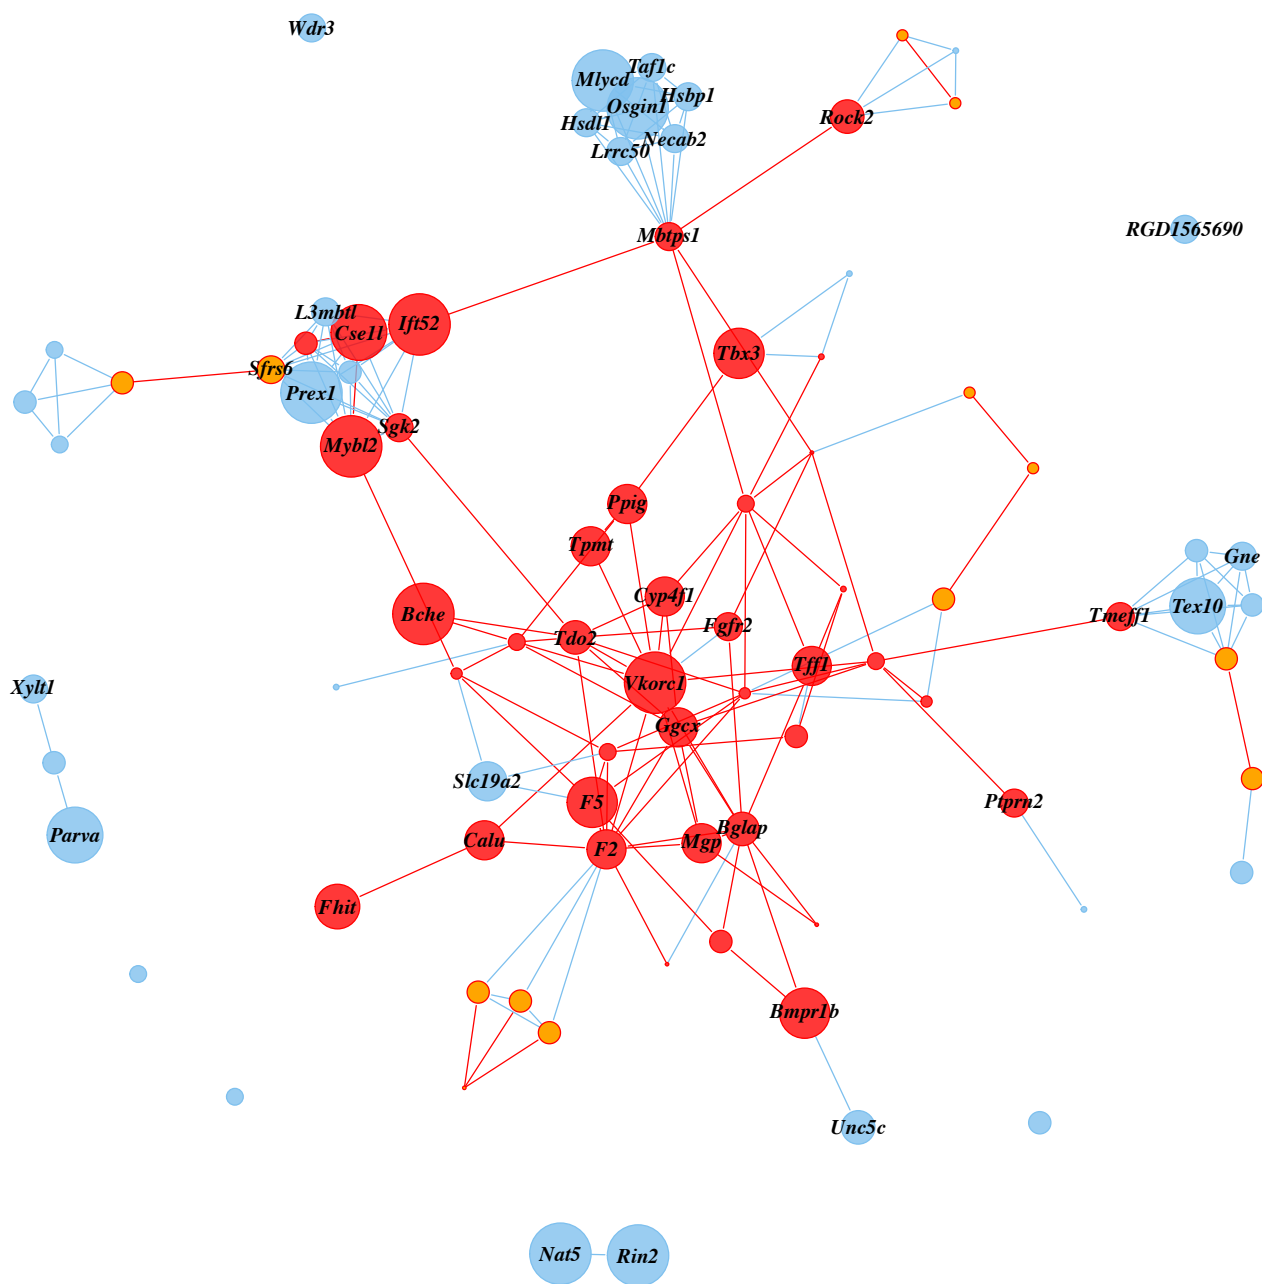 Wdr3
Taf1c
Mlycd
Hsbp1
Osgin1
Rock2
Hsdl1
Necab2
Lrrc50
RGD1565690
Mbtps1
L3mbtl
Ift52
Cse1l
Tbx3
Sfrs6
Prex1
Sgk2
Mybl2
Ppig
Tpmt
Gne
Cyp4f1
Tex10
Bche
Tmeff1
Fgfr2
Tdo2
Tff1
Vkorc1
Xylt1
Ggcx
Slc19a2
F5
Ptprn2
Bglap
Parva
Calu
Mgp
F2
Fhit
Bmpr1b
Unc5c
Nat5
Rin2